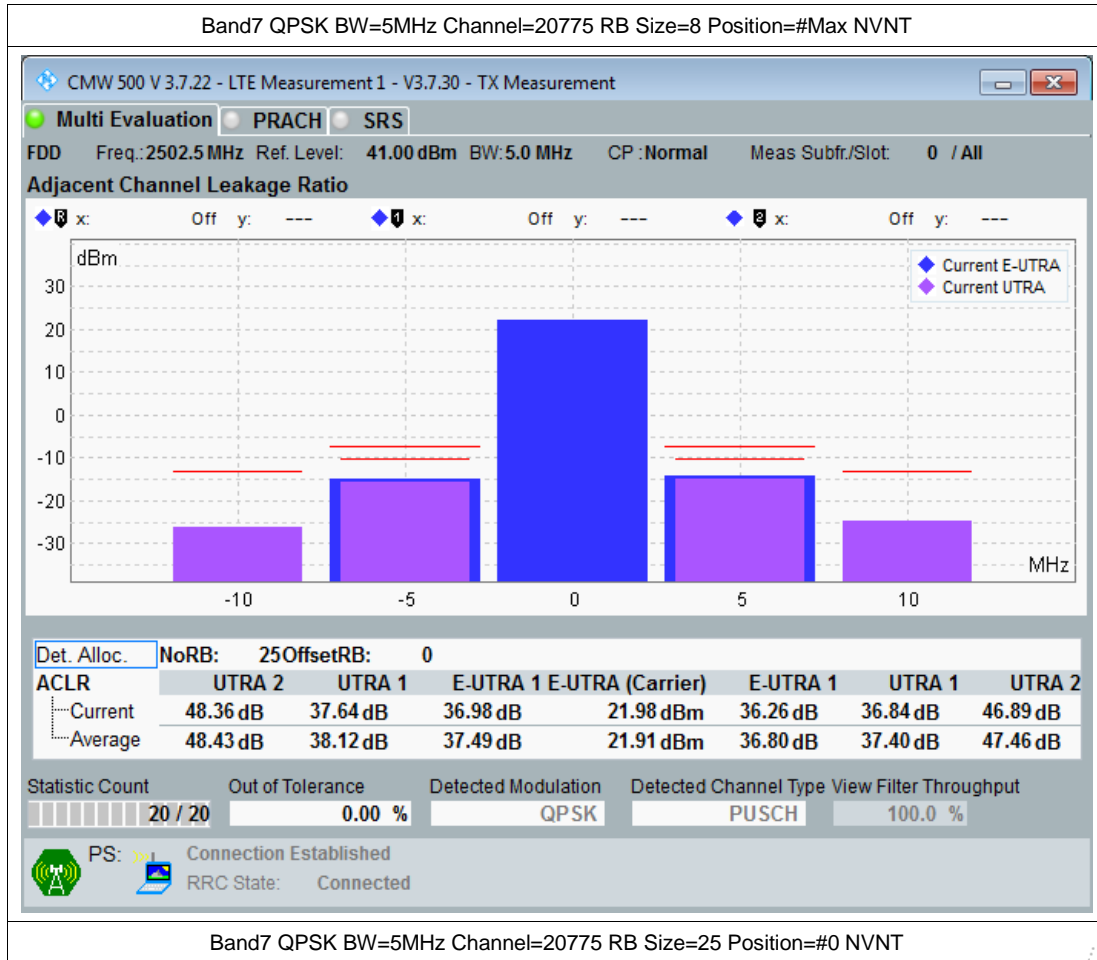 Band7 QPSK BW=5MHz Channel=20775 RB Size=8 Position=#Max NVNT
CMW 500 V 3.7.22 - LTE Measurement 1 - V3.7.30 - TX Measurement
Multi Evaluation PRACH SRS
FDD Freq.:2502.5 MHz Ref. Level: 41.00 dBm BW:5.0 MHz CP :Normal Meas Subfr./Slot: 0 / All
Adjacent Channel Leakage Ratio
R x: Off y: --- 1 x: Off y: --- 2 x: Off y: ---
dBm
Current E-UTRA
Current UTRA
30
20
10
0
-10
-20
-30
MHz
-10 -5 0 5 10
Det. Alloc. NoRB: 25 OffsetRB: 0
ACLR UTRA 2 UTRA 1 E-UTRA 1 E-UTRA (Carrier) E-UTRA 1 UTRA 1 UTRA 2
Current 48.36 dB 37.64 dB 36.98 dB 21.98 dBm 36.26 dB 36.84 dB 46.89 dB
Average 48.43 dB 38.12 dB 37.49 dB 21.91 dBm 36.80 dB 37.40 dB 47.46 dB
Statistic Count Out of Tolerance Detected Modulation Detected Channel Type View Filter Throughput
20 / 20 0.00 % QPSK PUSCH 100.0 %
PS: Connection Established
RRC State: Connected
Band7 QPSK BW=5MHz Channel=20775 RB Size=25 Position=#0 NVNT